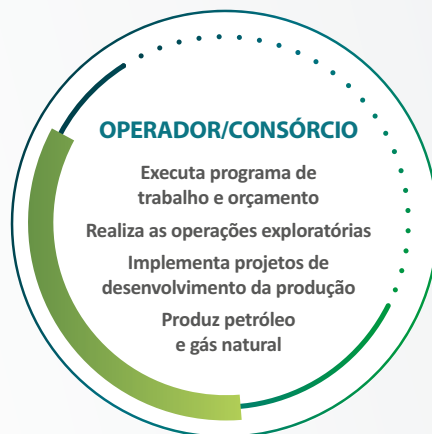 OPERADOR/CONSÓRCIO
Executa programa de
trabalho e orçamento
Realiza as operações exploratórias
Implementa projetos de
desenvolvimento da produção
Produz petróleo
e gás natural